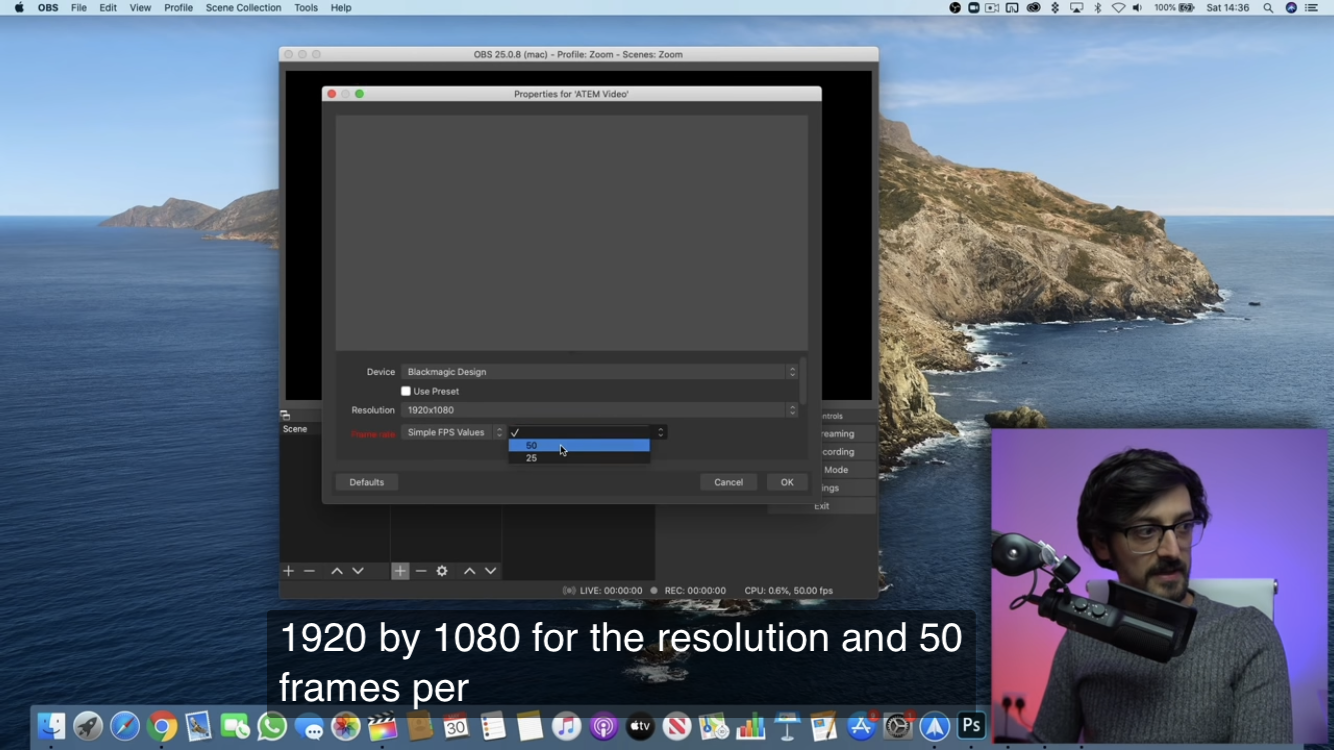 OBS File Edit View Profile Scene Collection Tools Help
100% Sat 14:36
OBS 25.0.8 (mac) - Profile: Zoom - Scenes: Zoom
Properties for 'ATEM Video'
Device Blackmagic Design
Use Preset
Resolution 1920x1080
Frame rate Simple FPS Values
50
25
Defaults Cancel OK
Scene
ntrols
reaming
cording
Mode
ings
Exit
LIVE: 00:00:00 REC: 00:00:00 CPU: 0.6%, 50.00 fps
1920 by 1080 for the resolution and 50
frames per
30
tv
Ps